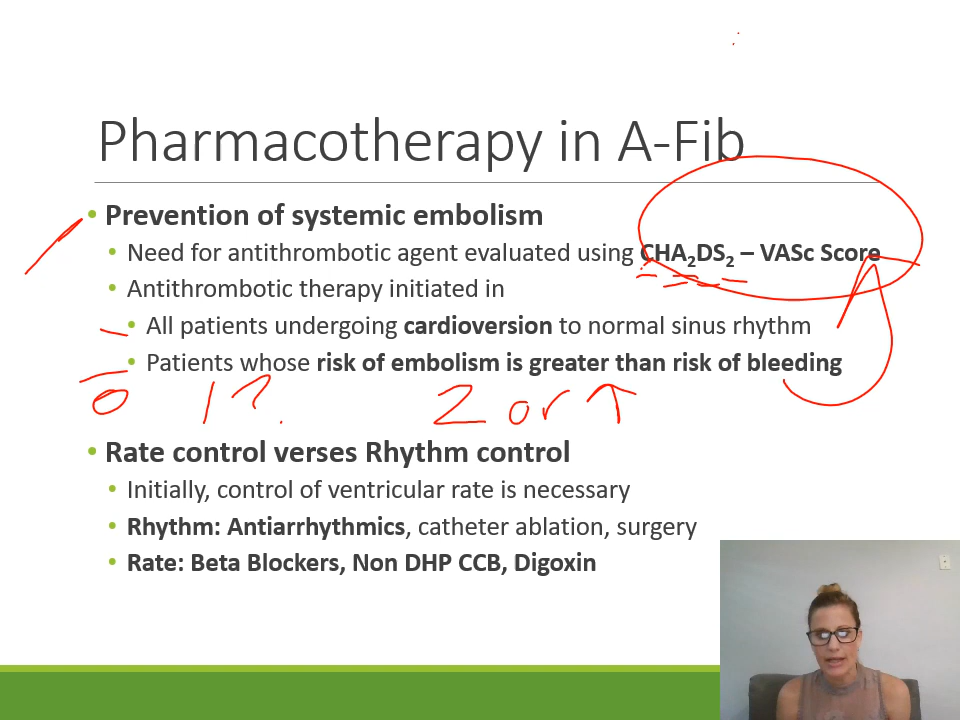 Pharmacotherapy in A-Fib
• Prevention of systemic embolism
• Need for antithrombotic agent evaluated using CHA2DS2 – VASc Score
• Antithrombotic therapy initiated in
• All patients undergoing cardioversion to normal sinus rhythm
• Patients whose risk of embolism is greater than risk of bleeding
0 1? 2 or ↑
• Rate control verses Rhythm control
• Initially, control of ventricular rate is necessary
• Rhythm: Antiarrhythmics, catheter ablation, surgery
• Rate: Beta Blockers, Non DHP CCB, Digoxin